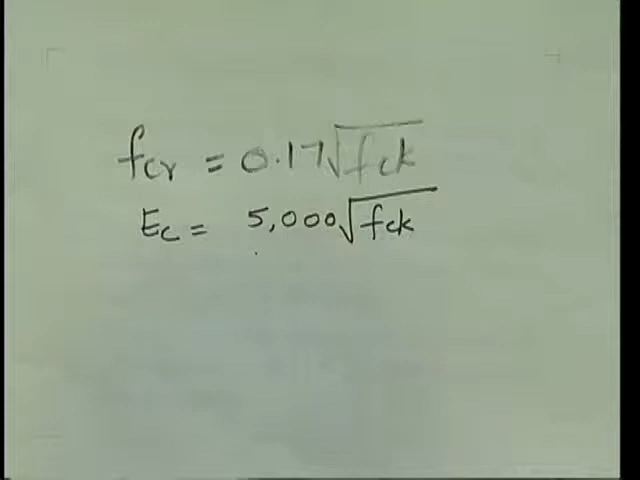 fcr = 0.17√fck
Ec = 5,000√fck